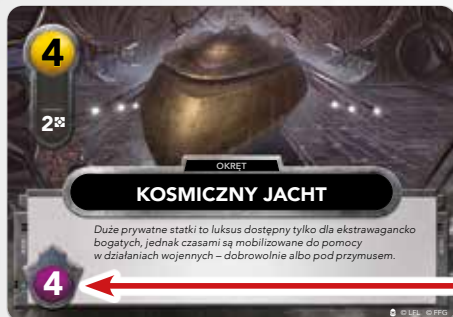 4
2
OKRĘT
KOSMICZNY JACHT
Duże prywatne statki to luksus dostępny tylko dla ekstrawagancko
bogatych, jednak czasami są mobilizowane do pomocy
w działaniach wojennych – dobrowolnie albo pod przymusem.
4
© LFL © FFG